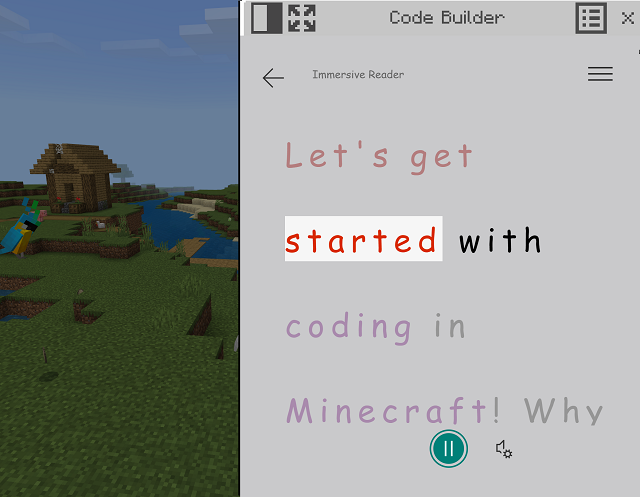 Code Builder
Immersive Reader
Let's get
started with
coding in
Minecraft! Why